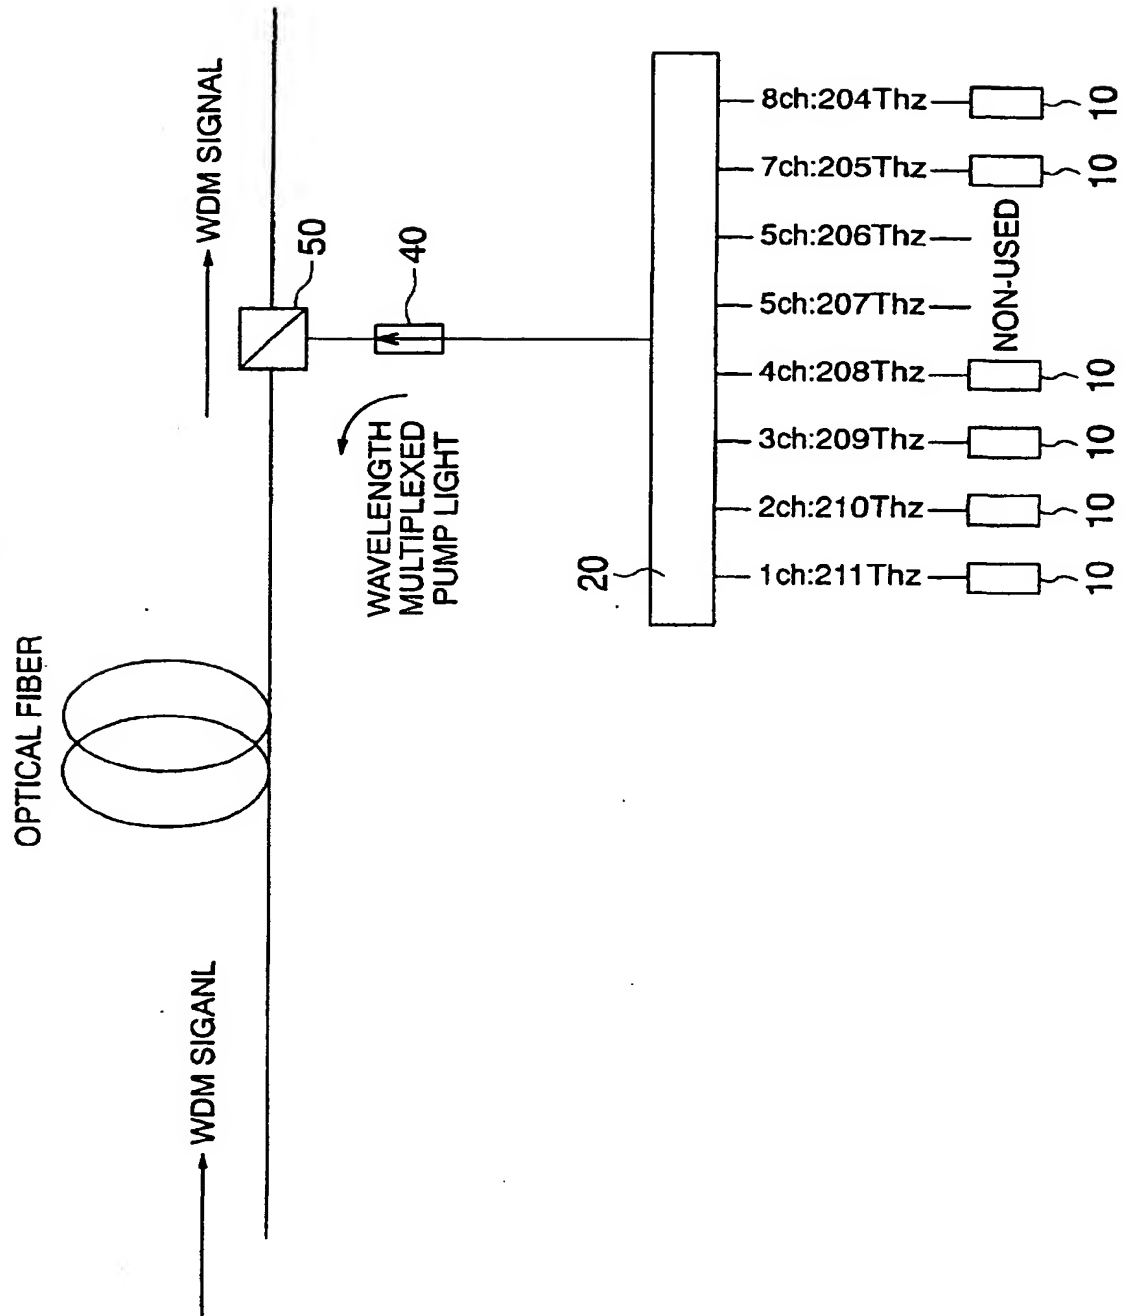 OPTICAL FIBER
WDM SIGANL
WDM SIGNAL
50
40
WAVELENGTH
MULTIPLEXED
PUMP LIGHT
20
8ch:204Thz
10
7ch:205Thz
10
5ch:206Thz
5ch:207Thz
NON-USED
4ch:208Thz
10
3ch:209Thz
10
2ch:210Thz
10
1ch:211Thz
10